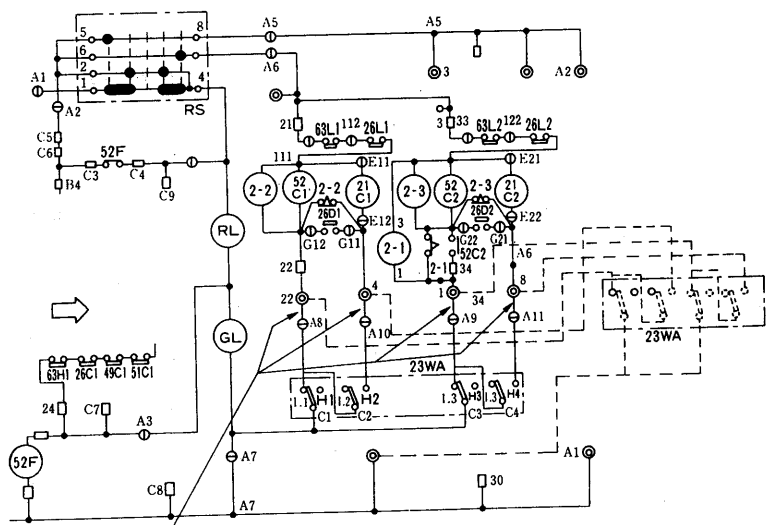 5 8 A5 A5
6
A1 2 A6
1 4 3 A2
RS
A2
C5 21 63L1 112 26L1 3 33 63L2 122 26L2
C6 52F
C3 C4 111 E11 E21
B4 C9
2-2 52 C1 2-2 21 C1 2-3 52 C2 2-3 21 C2
26D1 E12 3 26D2 E22
G12 G11 G22 G21
RL 2-1 52C2 A6
22 1 2-1 34
22 4 1 34 8
GL A8 A10 A9 A11
23WA
63H1 26C1 49C1 51C1 23WA
1.1 H1 1.2 H2 1.3 H3 1.3 H4
24 C7 C1 C2 C3 C4
A3
52F A7 A1
C8 30
A7